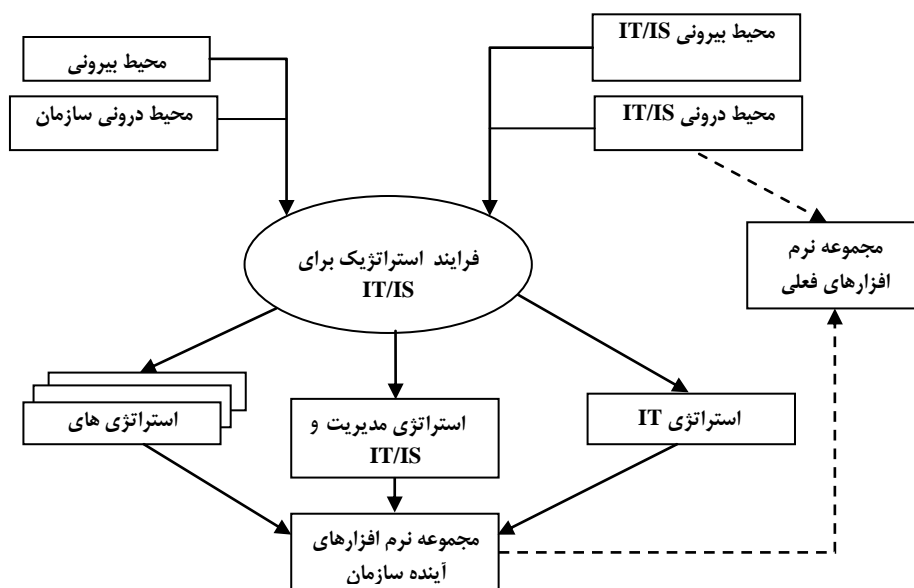 محیط بیرونی IT/IS
محیط بیرونی
محیط درونی IT/IS
محیط درونی سازمان
مجموعه نرم
افزارهای فعلی
فرایند استراتژیک برای
IT/IS
استراتژی IT
استراتژی مدیریت و
IT/IS
استراتژی های
مجموعه نرم افزارهای
آینده سازمان